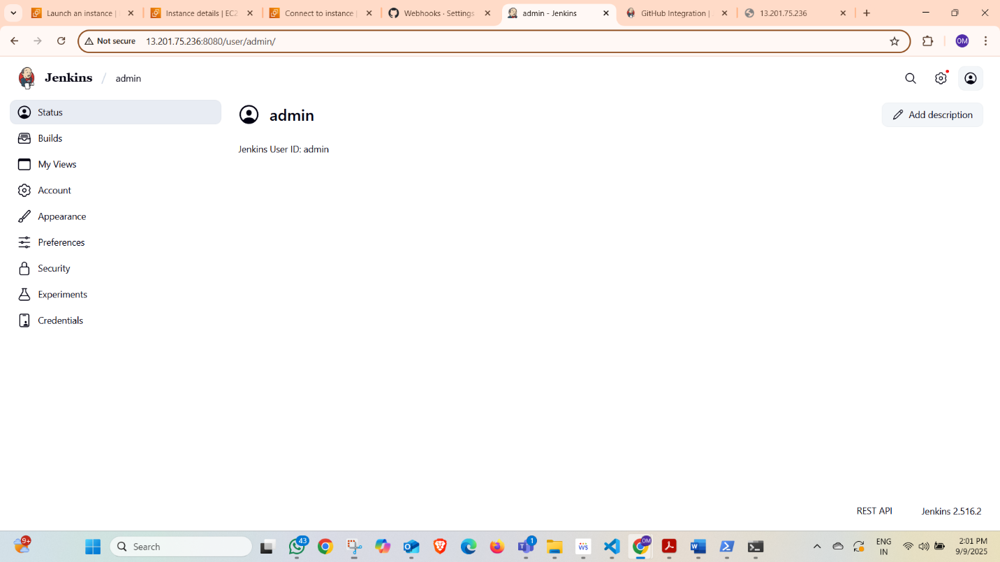 Launch an instance |
Instance details | EC2
Connect to instance |
Webhooks · Settings
admin - Jenkins
GitHub Integration |
13.201.75.236
Not secure
13.201.75.236:8080/user/admin/
OM
Jenkins / admin
Status
Builds
My Views
Account
Appearance
Preferences
Security
Experiments
Credentials
admin
Add description
Jenkins User ID: admin
REST API
Jenkins 2.516.2
9+
Search
43
1
WS
OM
ENG
IN
2:01 PM
9/9/2025